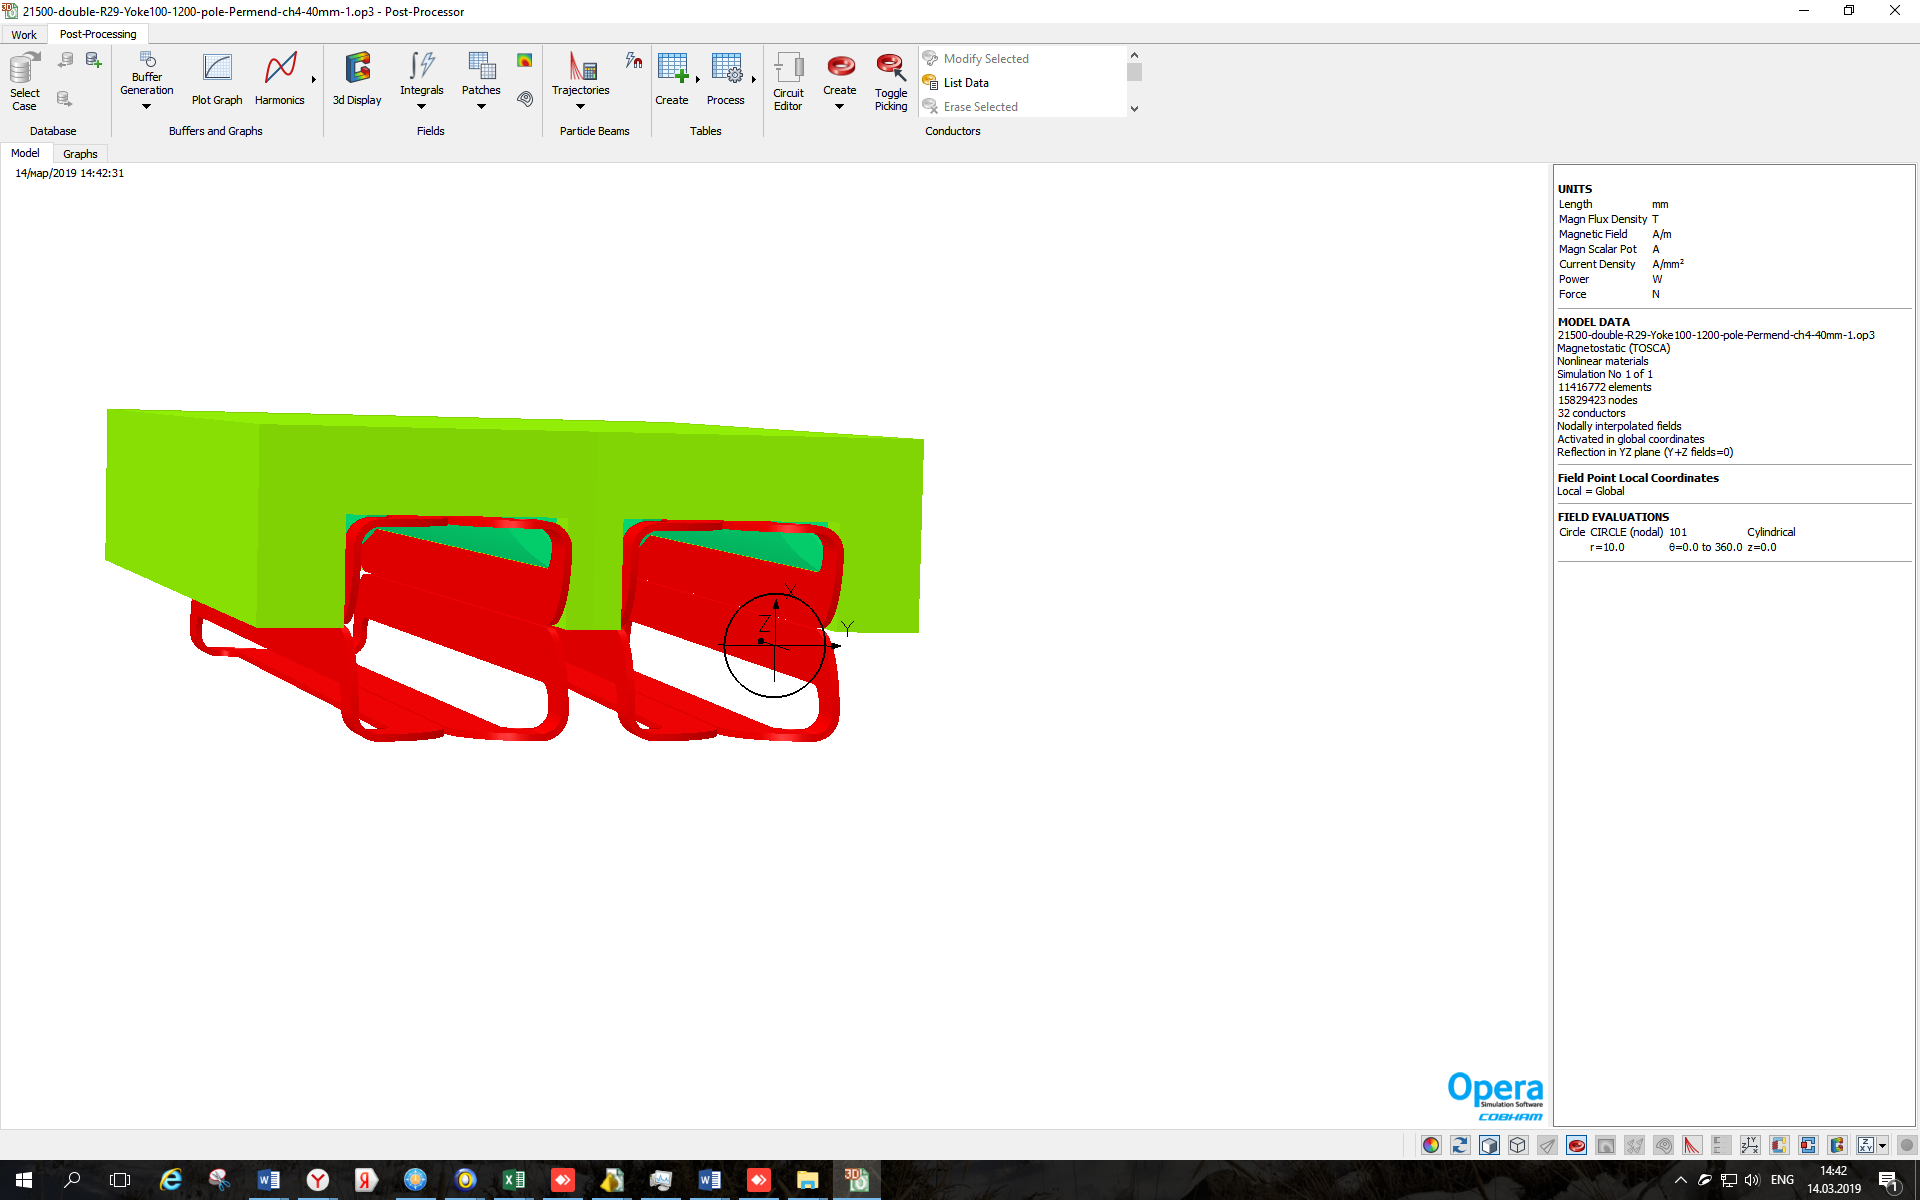 21500-double-R29-Yoke100-1200-pole-Permend-ch4-40mm-1.op3 - Post-Processor
Work
Post-Processing
Select Case
Buffer Generation
Plot Graph
Harmonics
3d Display
Integrals
Patches
Trajectories
Create
Process
Circuit Editor
Create
Toggle Picking
Modify Selected
List Data
Erase Selected
Database
Buffers and Graphs
Fields
Particle Beams
Tables
Conductors
Model
Graphs
14/мар/2019 14:42:31
X
Y
Z
UNITS
Length mm
Magn Flux Density T
Magnetic Field A/m
Magn Scalar Pot A
Current Density A/mm²
Power W
Force N
MODEL DATA
21500-double-R29-Yoke100-1200-pole-Permend-ch4-40mm-1.op3
Magnetostatic (TOSCA)
Nonlinear materials
Simulation No 1 of 1
11416772 elements
15829423 nodes
32 conductors
Nodally interpolated fields
Activated in global coordinates
Reflection in YZ plane (Y+Z fields=0)
Field Point Local Coordinates
Local = Global
FIELD EVALUATIONS
Circle CIRCLE (nodal) 101 Cylindrical
r=10.0 θ=0.0 to 360.0 z=0.0
Opera
Simulation Software
COBHAM
ENG
14:42
14.03.2019